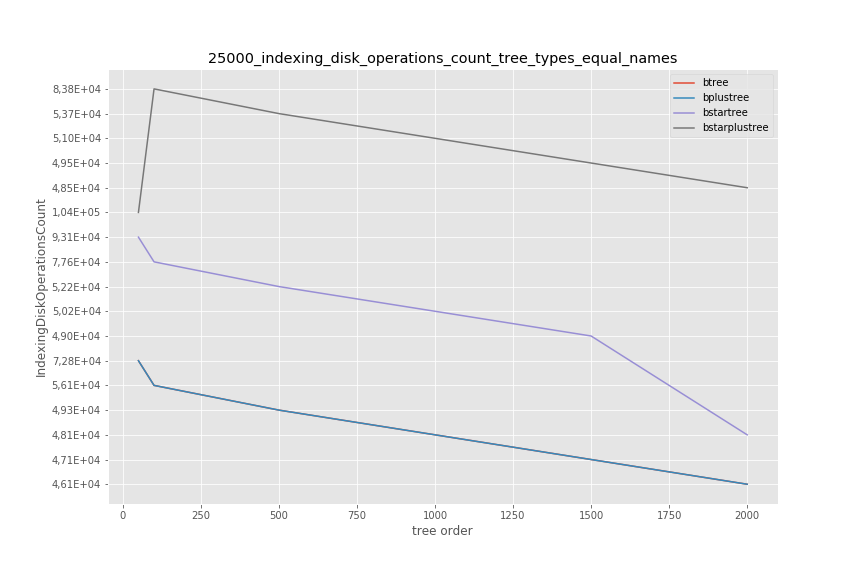 25000_indexing_disk_operations_count_tree_types_equal_names
btree
bplustree
bstartree
bstarplustree
IndexingDiskOperationsCount
8,38E+04
5,37E+04
5,10E+04
4,95E+04
4,85E+04
1,04E+05
9,31E+04
7,76E+04
5,22E+04
5,02E+04
4,90E+04
7,28E+04
5,61E+04
4,93E+04
4,81E+04
4,71E+04
4,61E+04
0 250 500 750 1000 1250 1500 1750 2000
tree order